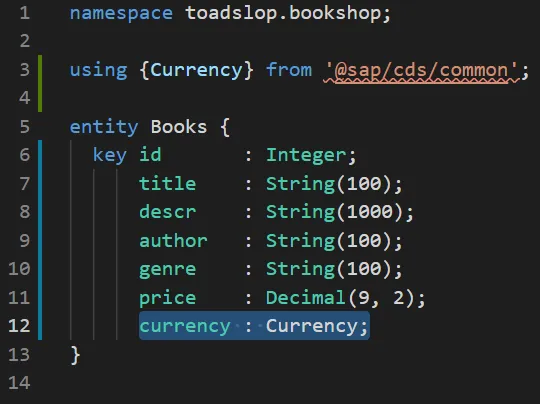 1 namespace toadslop.bookshop;
2
3 using {Currency} from '@sap/cds/common';
4
5 entity Books {
6 key id : Integer;
7 title : String(100);
8 descr : String(1000);
9 author : String(100);
10 genre : String(100);
11 price : Decimal(9, 2);
12 currency : Currency;
13 }
14